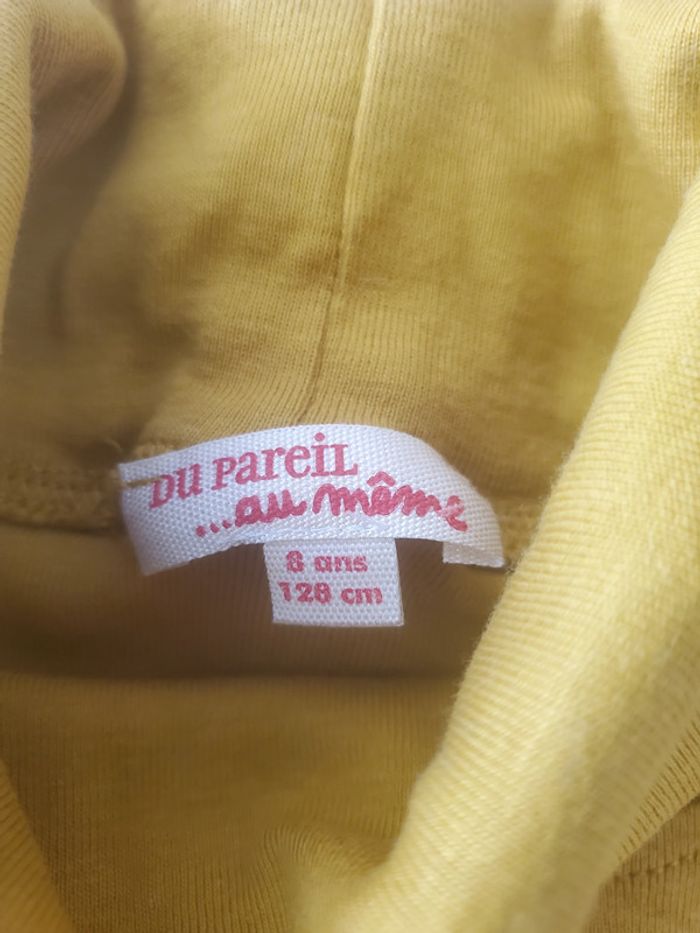 DU PAREIL
...au même
8 ans
128 cm